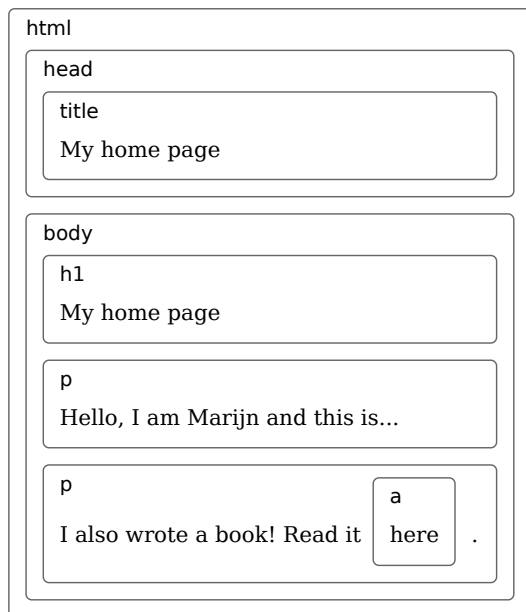 html
head
title
My home page
body
h1
My home page
p
Hello, I am Marijn and this is...
p
a
I also wrote a book! Read it here .